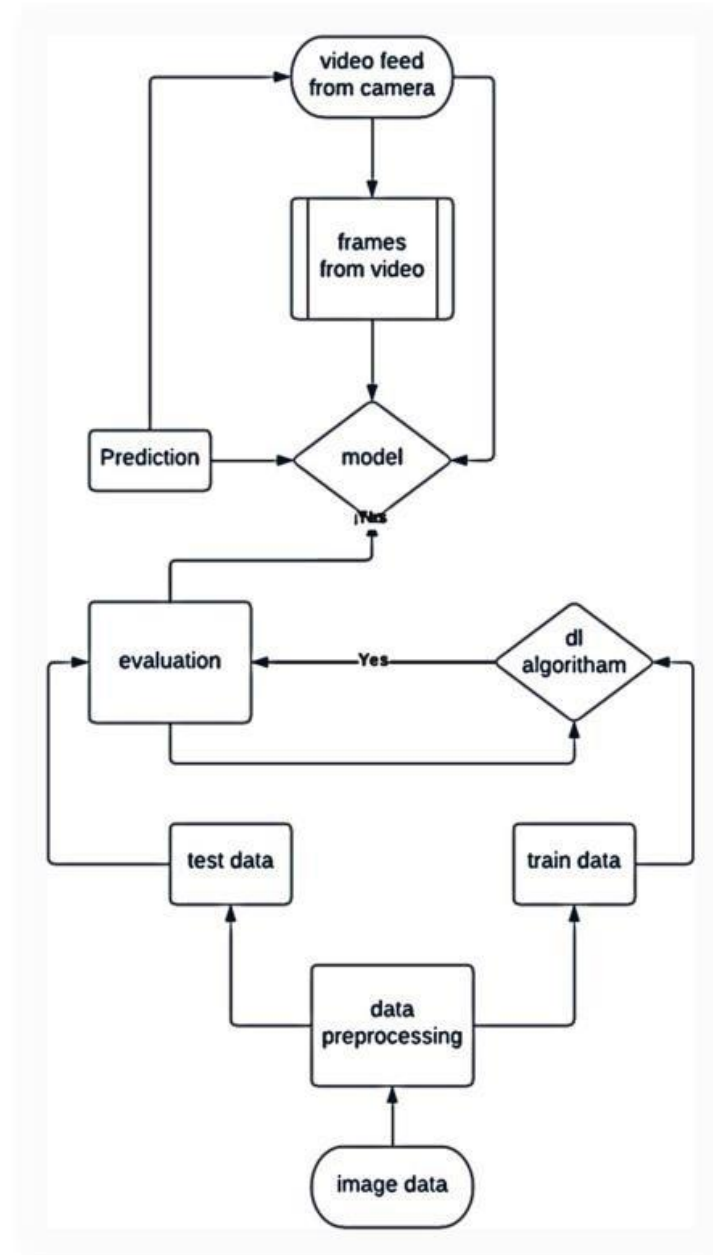 video feed
from camera
frames
from video
Prediction
model
evaluation
Yes
dl
algoritham
test data
train data
data
preprocessing
image data